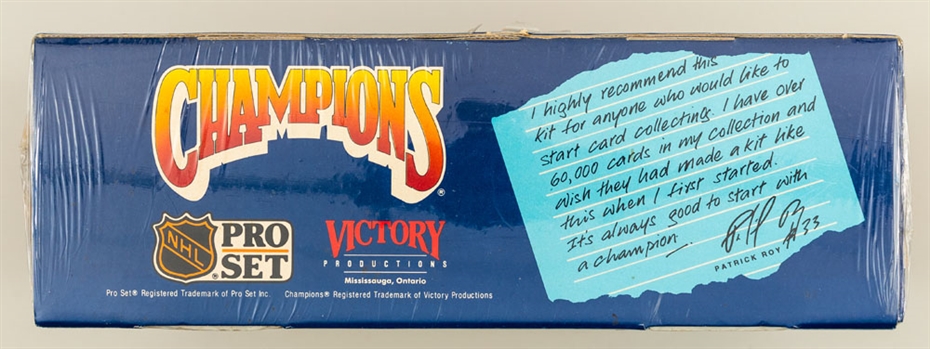 CHAMPIONS®
NHL
PRO
SET
VICTORY
PRODUCTIONS
Mississauga, Ontario
Pro Set® Registered Trademark of Pro Set Inc. Champions® Registered Trademark of Victory Productions
I highly recommend this
kit for anyone who would like to
start card collecting. I have over
60,000 cards in my collection and
wish they had made a kit like
this when I first started.
It's always good to start with
a champion.
33
PATRICK ROY